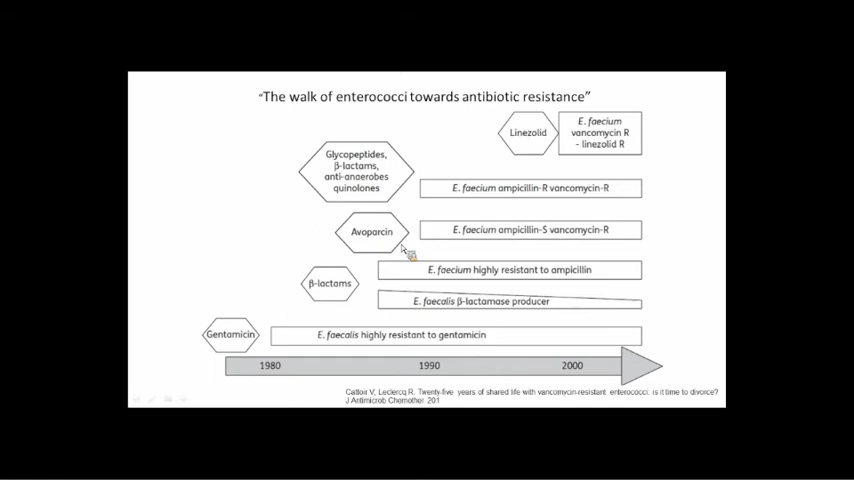 “The walk of enterococci towards antibiotic resistance”
Linezolid
E. faecium
vancomycin R
- linezolid R
Glycopeptides,
β-lactams,
anti-anaerobes
quinolones
E. faecium ampicillin-R vancomycin-R
Avoparcin
E. faecium ampicillin-S vancomycin-R
β-lactams
E. faecium highly resistant to ampicillin
E. faecalis β-lactamase producer
Gentamicin
E. faecalis highly resistant to gentamicin
1980 1990 2000
Cattoir V, Leclercq R. Twenty-five years of shared life with vancomycin-resistant enterococci: is it time to divorce?
J Antimicrob Chemother 201